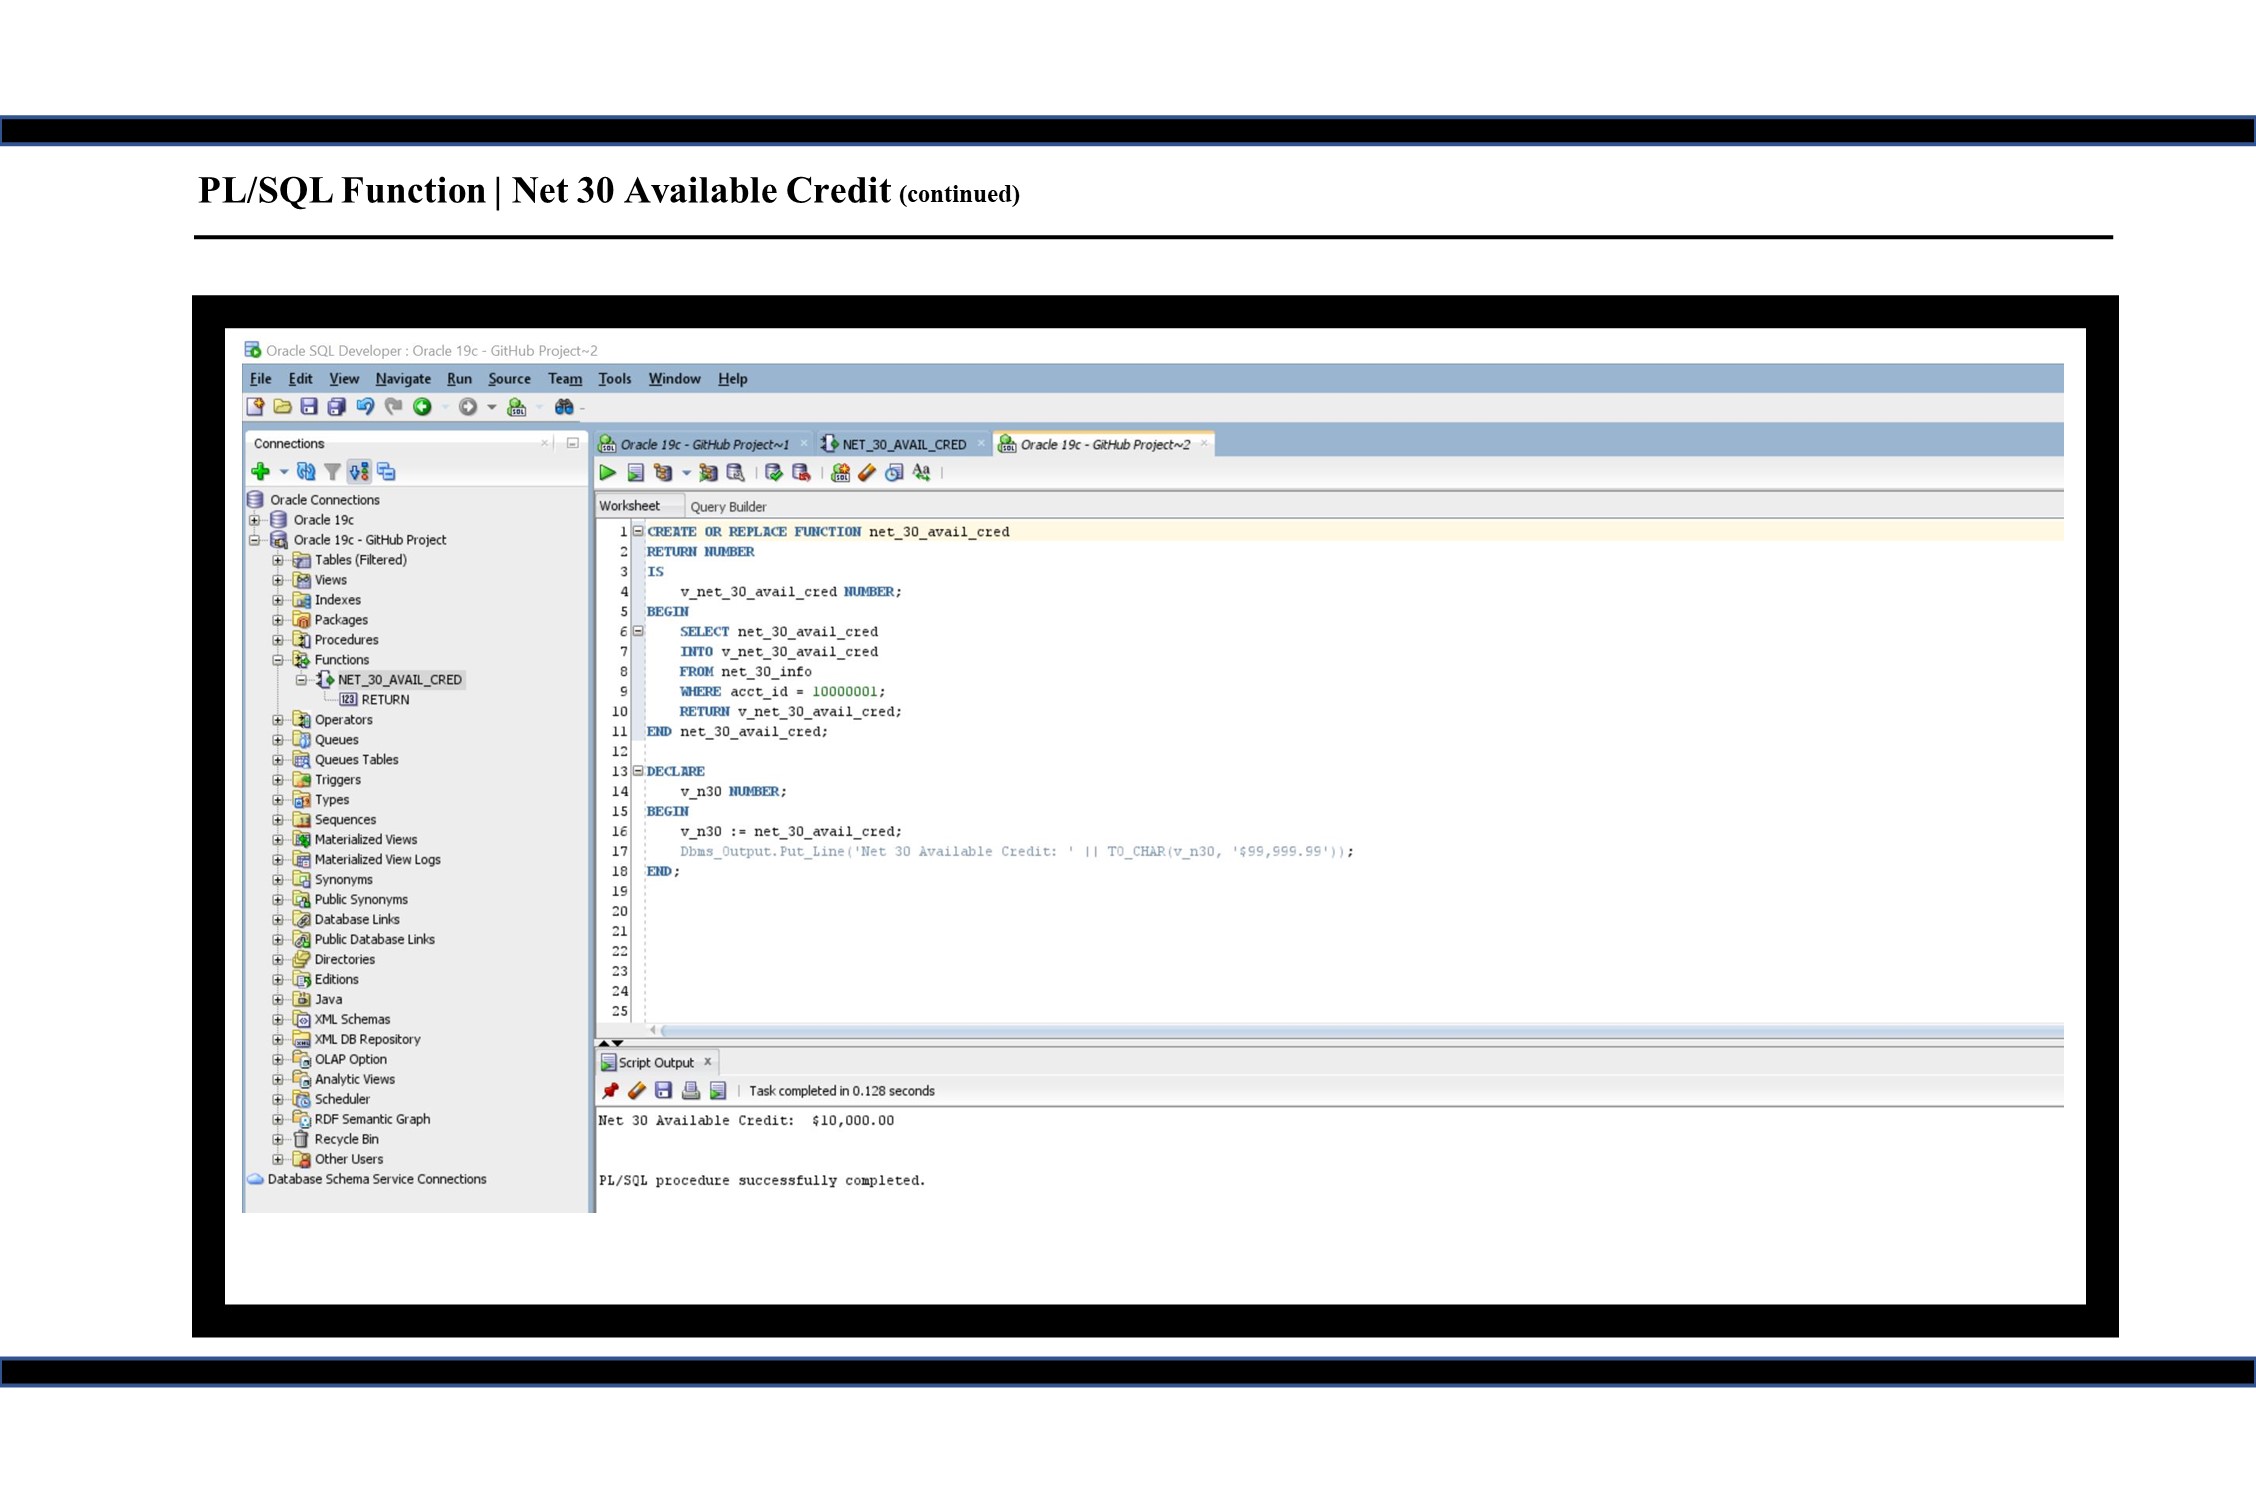 PL/SQL Function | Net 30 Available Credit (continued)
Oracle SQL Developer : Oracle 19c - GitHub Project~2
File Edit View Navigate Run Source Team Tools Window Help
Connections
Oracle Connections
Oracle 19c
Oracle 19c - GitHub Project
Tables (Filtered)
Views
Indexes
Packages
Procedures
Functions
NET_30_AVAIL_CRED
RETURN
Operators
Queues
Queues Tables
Triggers
Types
Sequences
Materialized Views
Materialized View Logs
Synonyms
Public Synonyms
Database Links
Public Database Links
Directories
Editions
Java
XML Schemas
XML DB Repository
OLAP Option
Analytic Views
Scheduler
RDF Semantic Graph
Recycle Bin
Other Users
Database Schema Service Connections
Oracle 19c - GitHub Project~1 NET_30_AVAIL_CRED Oracle 19c - GitHub Project~2
Worksheet Query Builder
1 CREATE OR REPLACE FUNCTION net_30_avail_cred
2 RETURN NUMBER
3 IS
4 v_net_30_avail_cred NUMBER;
5 BEGIN
6 SELECT net_30_avail_cred
7 INTO v_net_30_avail_cred
8 FROM net_30_info
9 WHERE acct_id = 10000001;
10 RETURN v_net_30_avail_cred;
11 END net_30_avail_cred;
12
13 DECLARE
14 v_n30 NUMBER;
15 BEGIN
16 v_n30 := net_30_avail_cred;
17 Dbms_Output.Put_Line('Net 30 Available Credit: ' || TO_CHAR(v_n30, '$99,999.99'));
18 END;
19
20
21
22
23
24
25
Script Output
Task completed in 0.128 seconds
Net 30 Available Credit:  $10,000.00
PL/SQL procedure successfully completed.